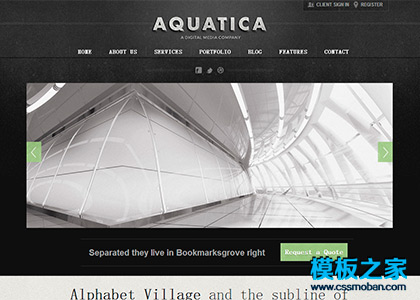 CLIENT SIGN IN REGISTER
AQUATICA
A DIGITAL MEDIA COMPANY
HOME ABOUT US SERVICES PORTFOLIO BLOG FEATURES CONTACT
Separated they live in Bookmarksgrove right
Request a Quote
模板之家
www.cssmoban.com
Alphabet Village and the subline of